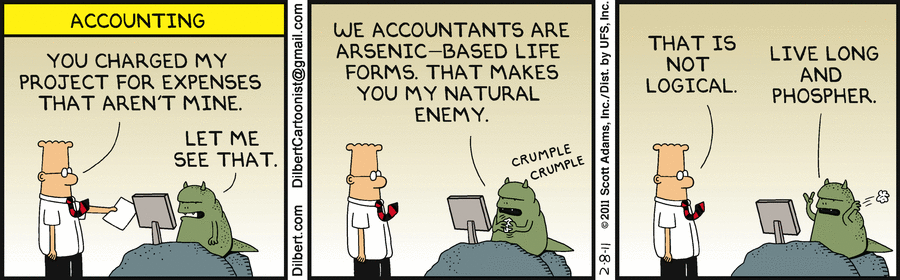 ACCOUNTING
YOU CHARGED MY
PROJECT FOR EXPENSES
THAT AREN'T MINE.
LET ME
SEE THAT.
Dilbert.com DilbertCartoonist@gmail.com
WE ACCOUNTANTS ARE
ARSENIC-BASED LIFE
FORMS. THAT MAKES
YOU MY NATURAL
ENEMY.
CRUMPLE
CRUMPLE
2-8-11 ©2011 Scott Adams, Inc./Dist. by UFS, Inc.
THAT IS
NOT
LOGICAL.
LIVE LONG
AND
PHOSPHER.